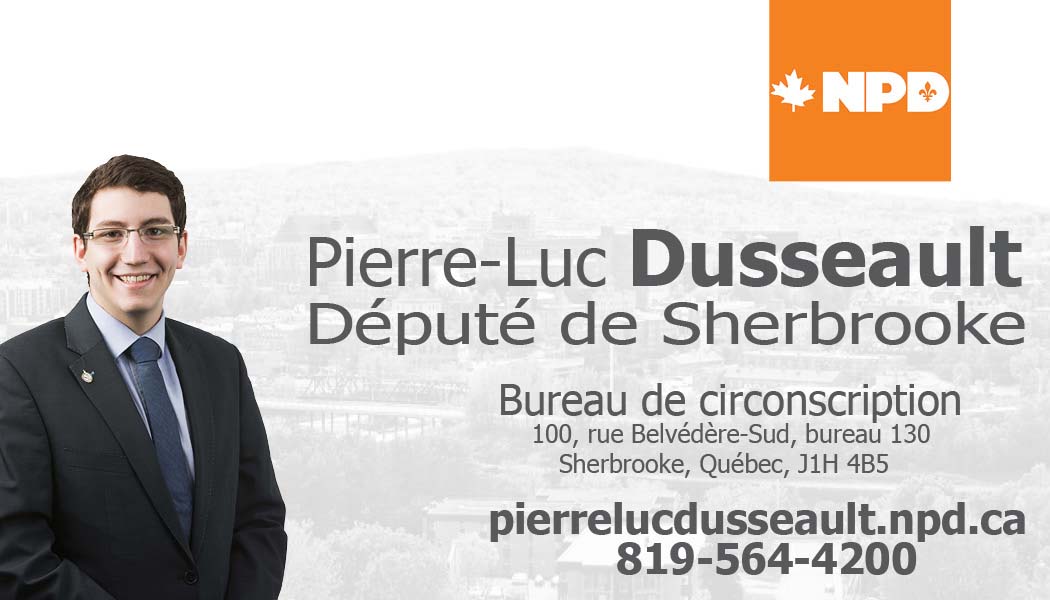 NPD
Pierre-Luc Dusseault
Député de Sherbrooke
Bureau de circonscription
100, rue Belvédère-Sud, bureau 130
Sherbrooke, Québec, J1H 4B5
pierrelucdusseault.npd.ca
819-564-4200